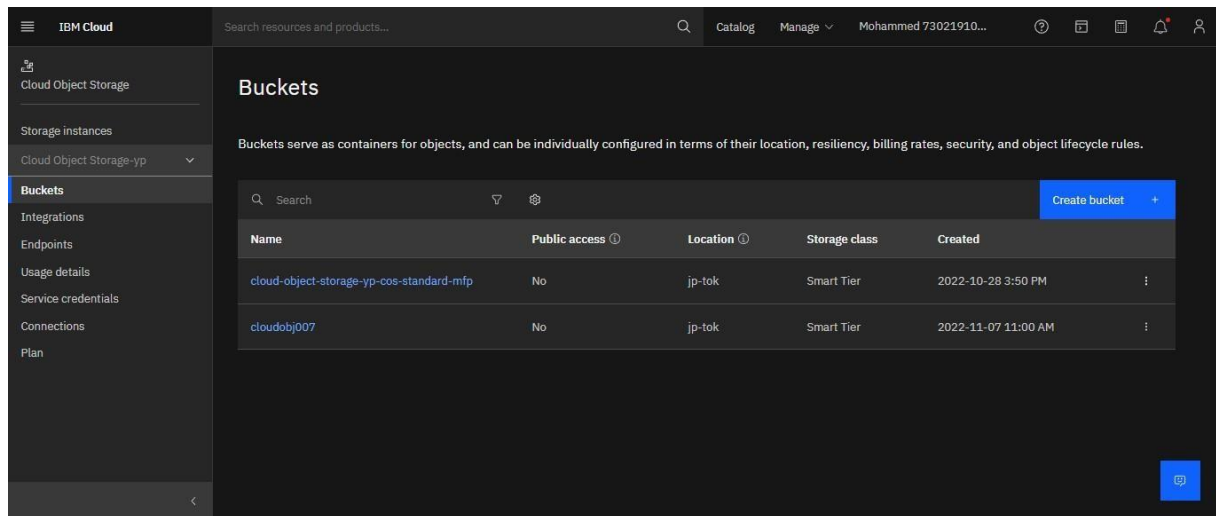 IBM Cloud
Search resources and products...
Catalog
Manage
Mohammed 73021910...
Cloud Object Storage
Storage instances
Cloud Object Storage-yp
Buckets
Integrations
Endpoints
Usage details
Service credentials
Connections
Plan
Buckets
Buckets serve as containers for objects, and can be individually configured in terms of their location, resiliency, billing rates, security, and object lifecycle rules.
Search
Create bucket +
Name Public access Location Storage class Created
cloud-object-storage-yp-cos-standard-mfp No jp-tok Smart Tier 2022-10-28 3:50 PM
cloudobj007 No jp-tok Smart Tier 2022-11-07 11:00 AM